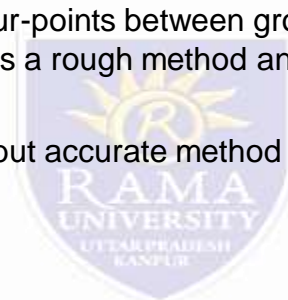 ur-points between gro
s a rough method an
out accurate method
RAMA
UNIVERSITY
UTTAR PRADESH
KANPUR